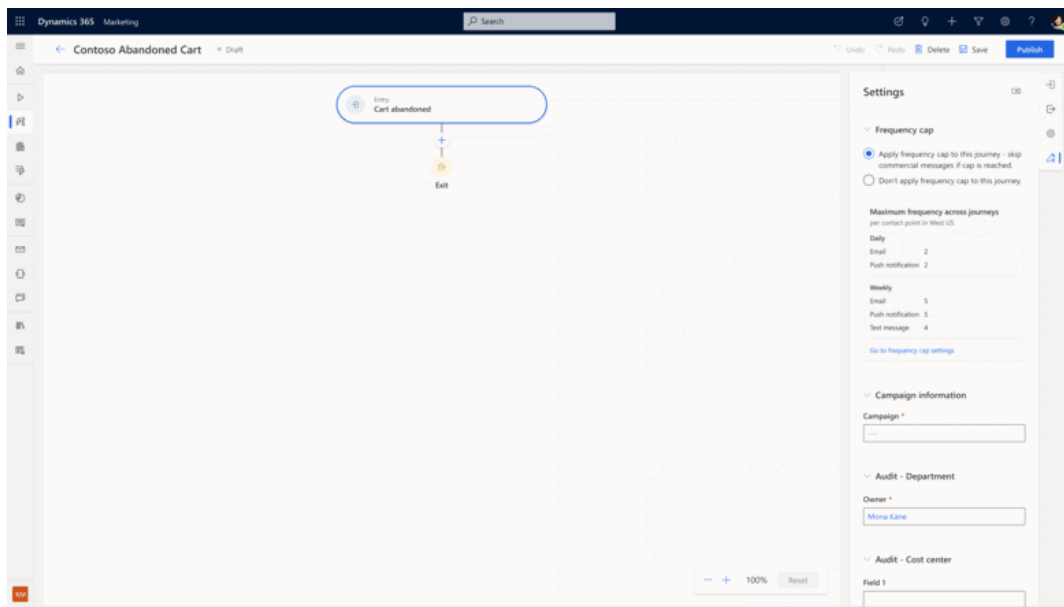 Dynamics 365 Marketing
Search
?
Contoso Abandoned Cart Draft
Undo Redo Delete Save Publish
Entry
Cart abandoned
Exit
100% Reset
Settings
Frequency cap
Apply frequency cap to this journey - skip
commercial messages if cap is reached.
Don't apply frequency cap to this journey.
Maximum frequency across journeys
per contact point in West US
Daily
Email 2
Push notification 2
Weekly
Email 5
Push notification 5
Text message 4
Go to frequency cap settings
Campaign information
Campaign *
---
Audit - Department
Owner *
Mona Kane
Audit - Cost center
Field 1